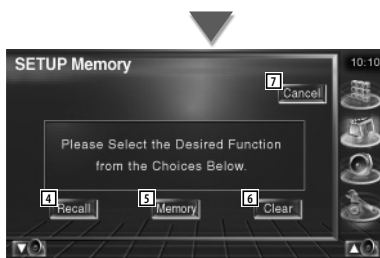 SETUP Memory
10:10
7
Cancel
Please Select the Desired Function
from the Choices Below.
4 5 6
Recall Memory Clear